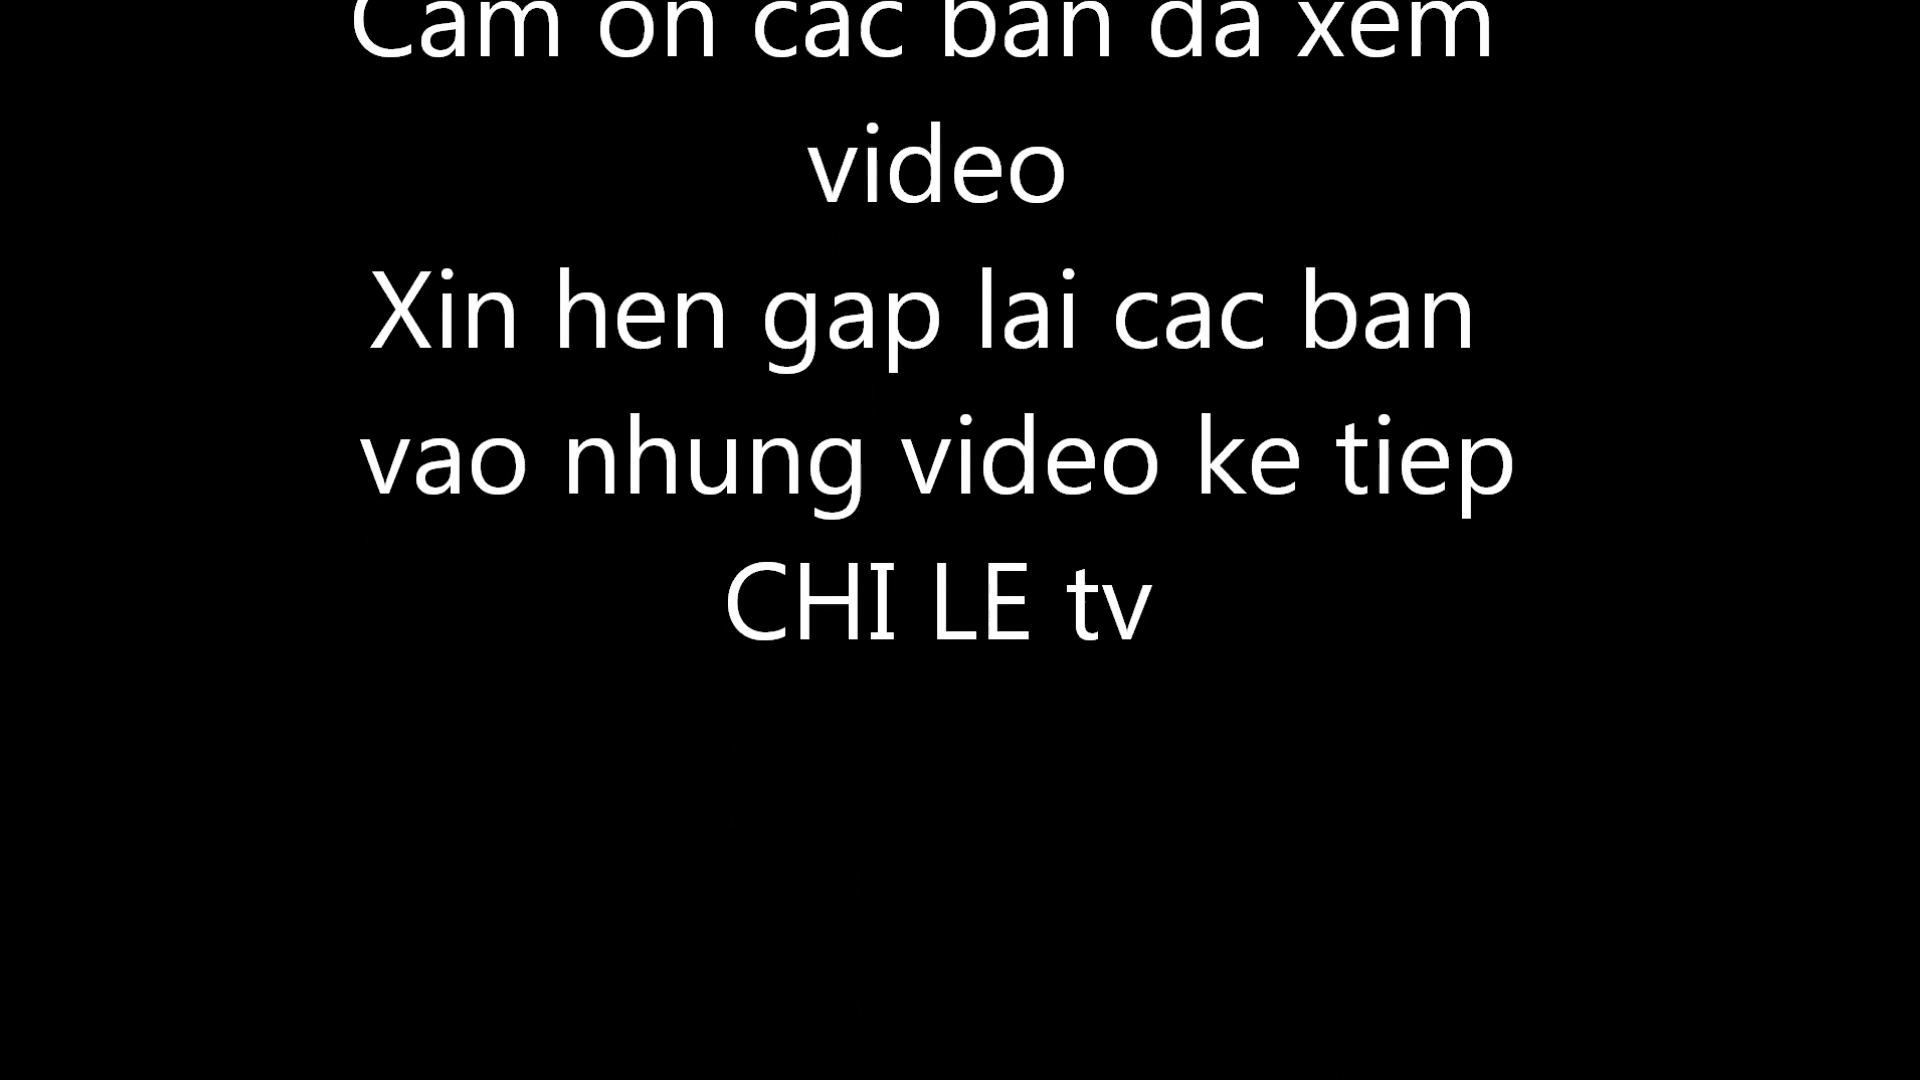 Cam on cac ban da xem
video
Xin hen gap lai cac ban
vao nhung video ke tiep
CHI LE tv